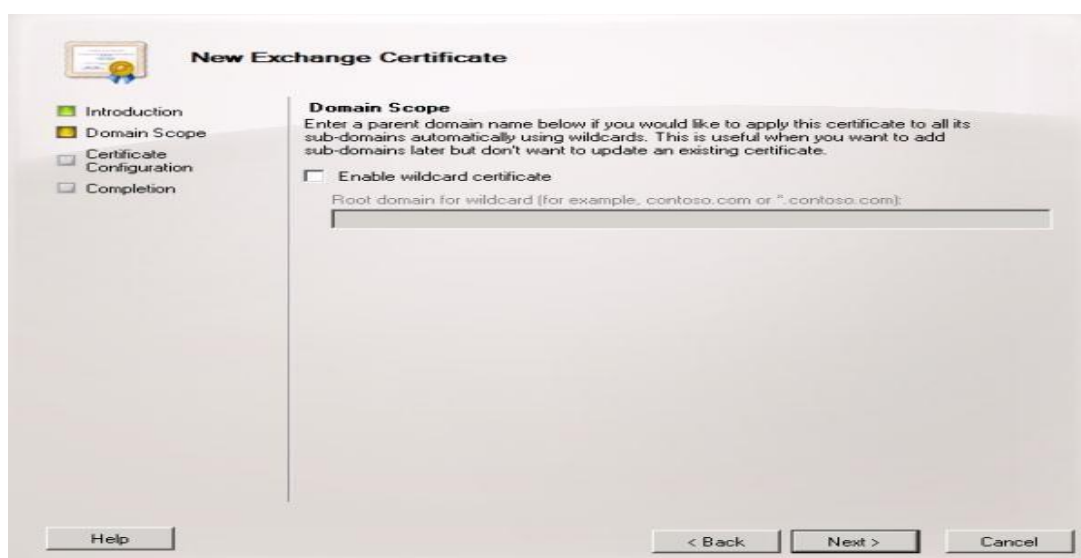 New Exchange Certificate
Introduction
Domain Scope
Certificate
Configuration
Completion
Domain Scope
Enter a parent domain name below if you would like to apply this certificate to all its
sub-domains automatically using wildcards. This is useful when you want to add
sub-domains later but don't want to update an existing certificate.
Enable wildcard certificate
Root domain for wildcard (for example, contoso.com or *.contoso.com):
Help
< Back
Next >
Cancel